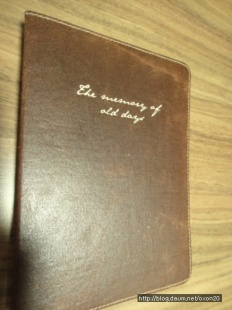 The memory of
old days
http://blog.daum.net/oxon20